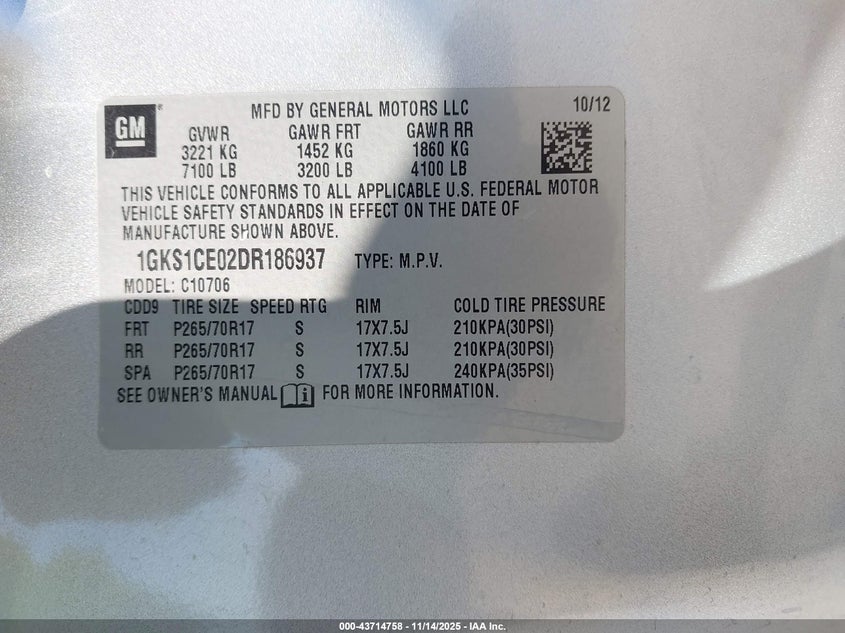 GM
MFD BY GENERAL MOTORS LLC 10/12
GVWR GAWR FRT GAWR RR
3221 KG 1452 KG 1860 KG
7100 LB 3200 LB 4100 LB
THIS VEHICLE CONFORMS TO ALL APPLICABLE U.S. FEDERAL MOTOR
VEHICLE SAFETY STANDARDS IN EFFECT ON THE DATE OF
MANUFACTURE SHOWN ABOVE.
1GKS1CE02DR186937 TYPE: M.P.V.
MODEL: C10706
CDD9 TIRE SIZE SPEED RTG RIM COLD TIRE PRESSURE
FRT P265/70R17 S 17X7.5J 210KPA(30PSI)
RR P265/70R17 S 17X7.5J 210KPA(30PSI)
SPA P265/70R17 S 17X7.5J 240KPA(35PSI)
SEE OWNER'S MANUAL i FOR MORE INFORMATION.
000-43714758 - 11/14/2025 - IAA Inc.